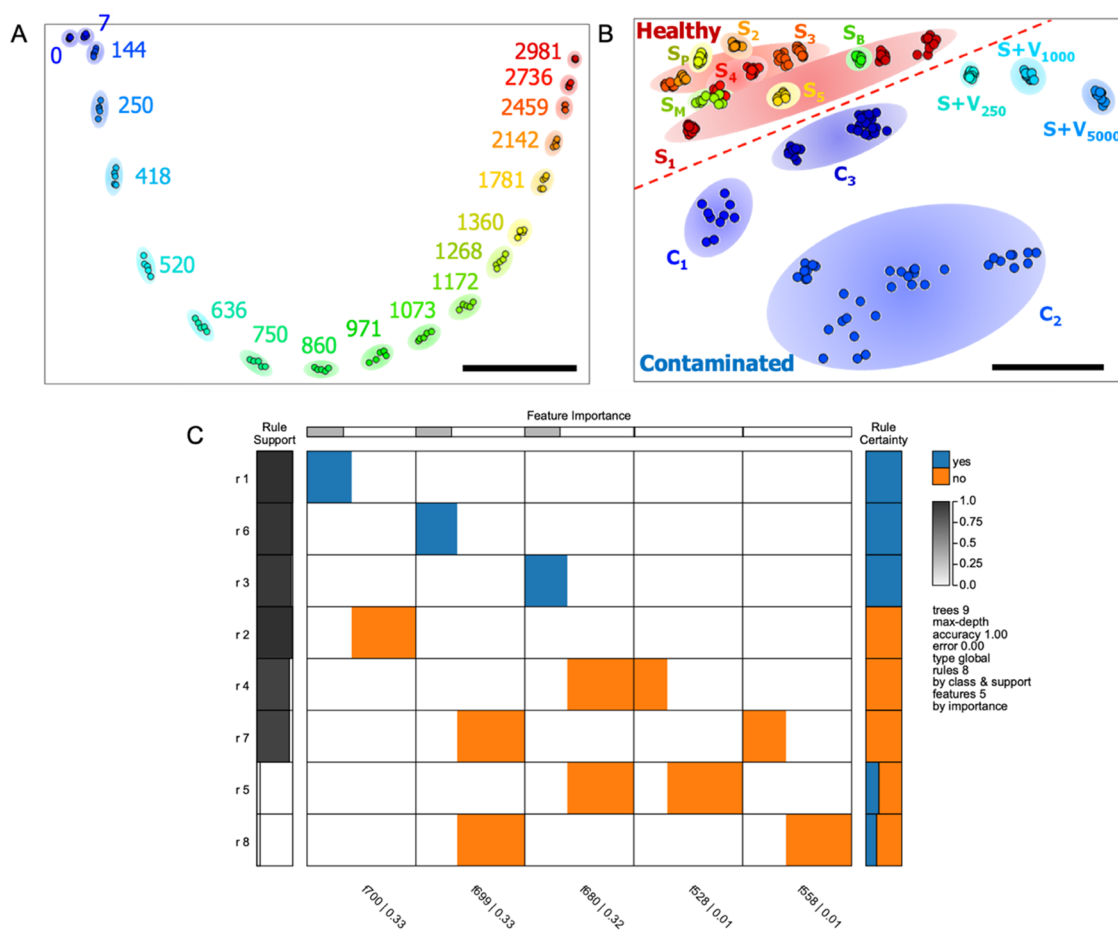 A
0
7
144
250
418
520
636
750
860
971
1073
1172
1268
1360
1781
2142
2459
2736
2981
B
Healthy
S2
S3
SB
SP
S4
SM
S5
S1
S+V1000
S+V250
S+V5000
C3
C1
C2
Contaminated
C
Feature Importance
Rule
Support
Rule
Certainty
r 1
r 6
r 3
r 2
r 4
r 7
r 5
r 8
yes
no
1.0
0.75
0.50
0.25
0.0
trees 9
max-depth
accuracy 1.00
error 0.00
type global
rules 8
by class & support
features 5
by importance
f700 | 0.33
f699 | 0.33
f680 | 0.32
f528 | 0.01
f558 | 0.01